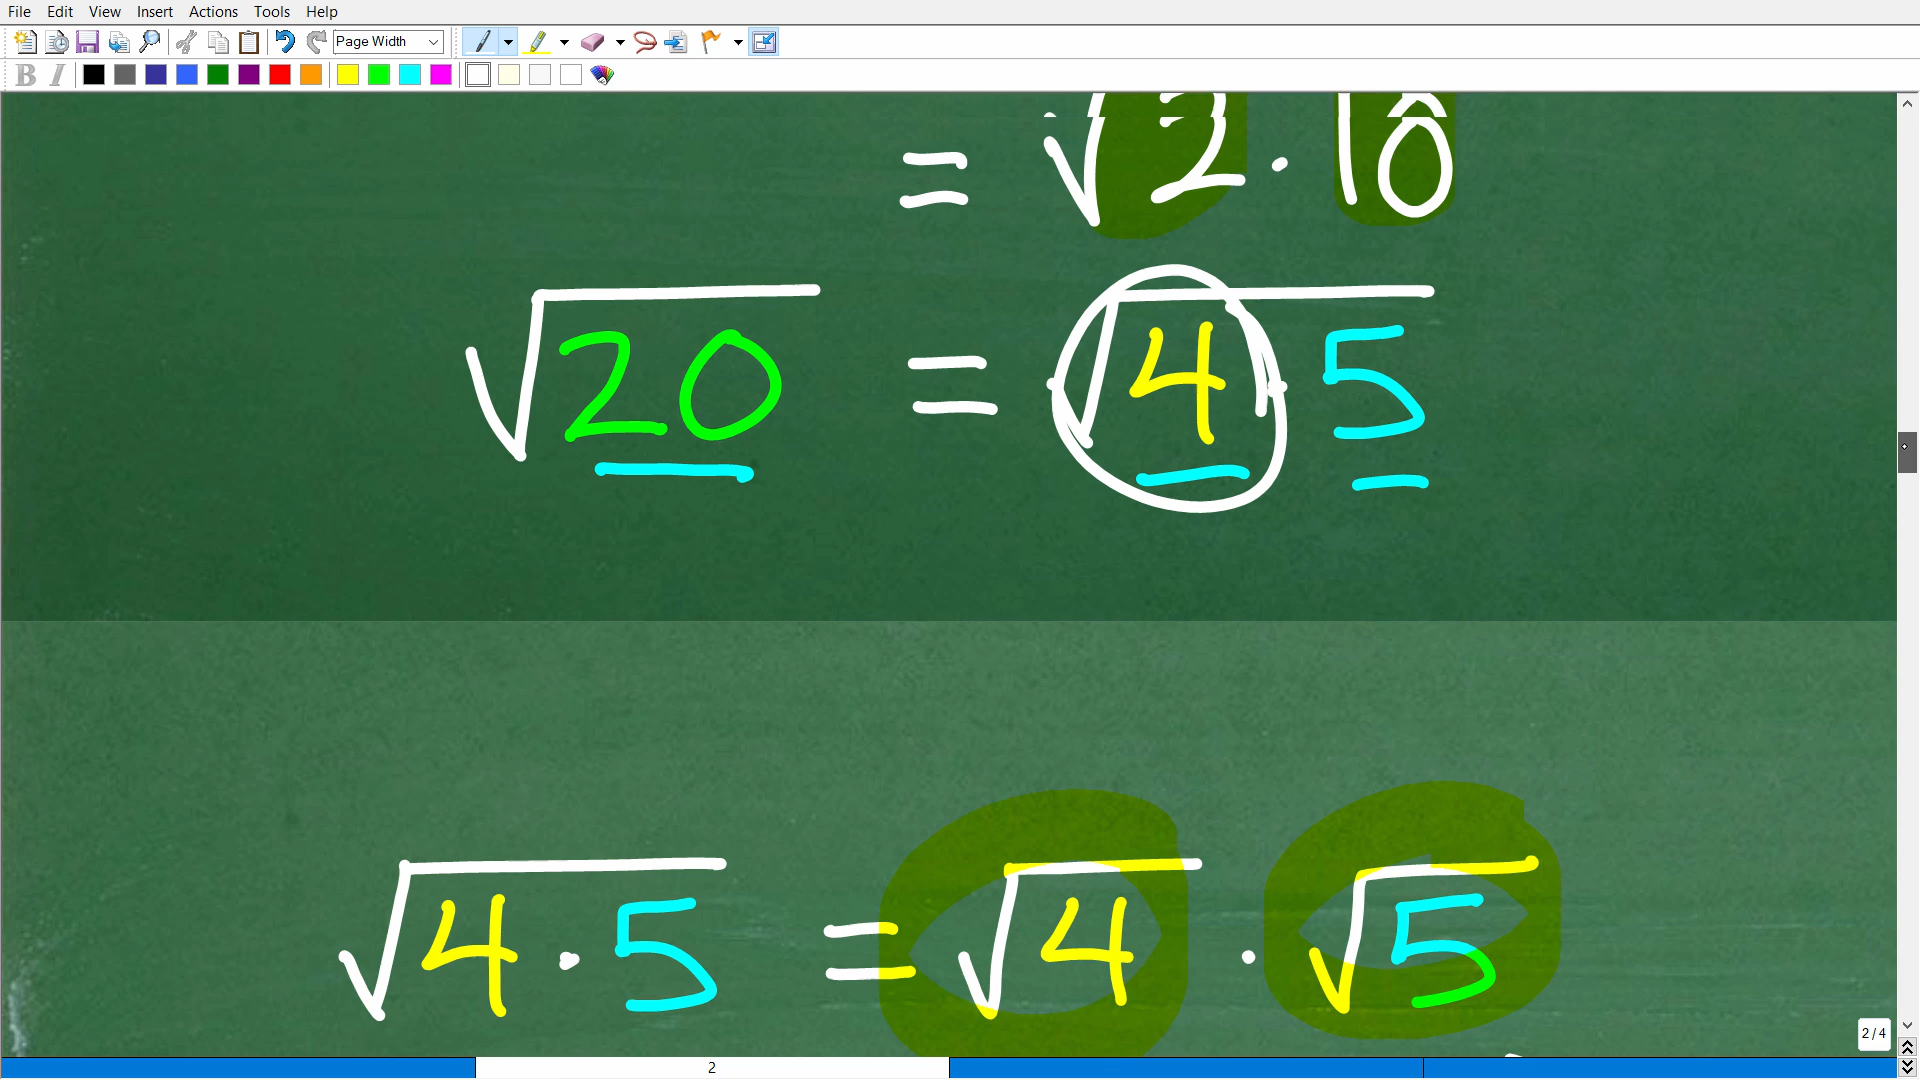 File Edit View Insert Actions Tools Help
Page Width
B I
= √2 · 10
√20 = √4 5
√4 · 5 = √4 · √5
2 / 4
2